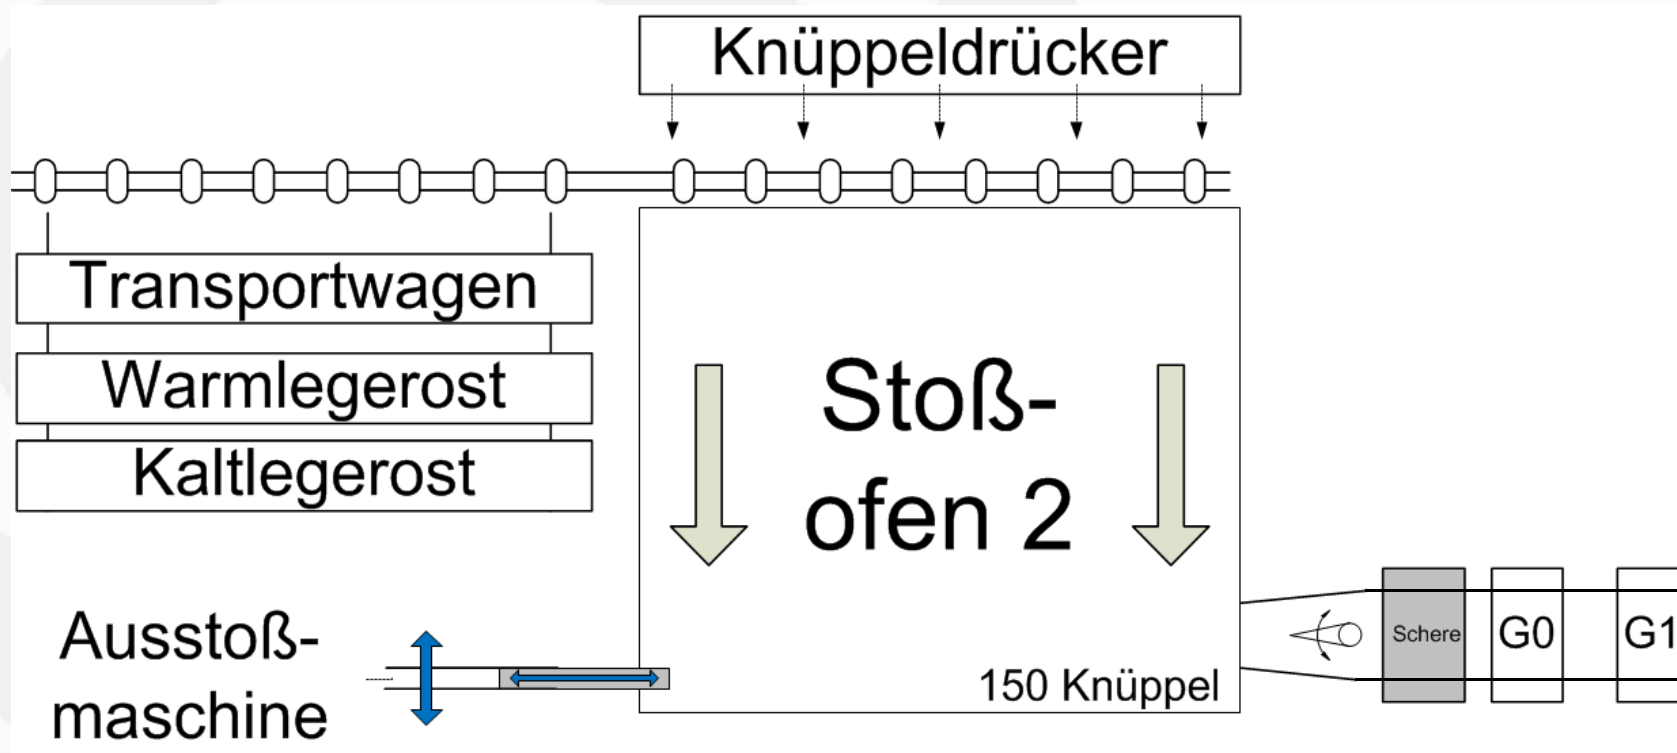 Knüppeldrücker
Transportwagen
Warmlegerost
Kaltlegerost
Stoß-
ofen 2
150 Knüppel
Ausstoß-
maschine
Schere
G0
G1